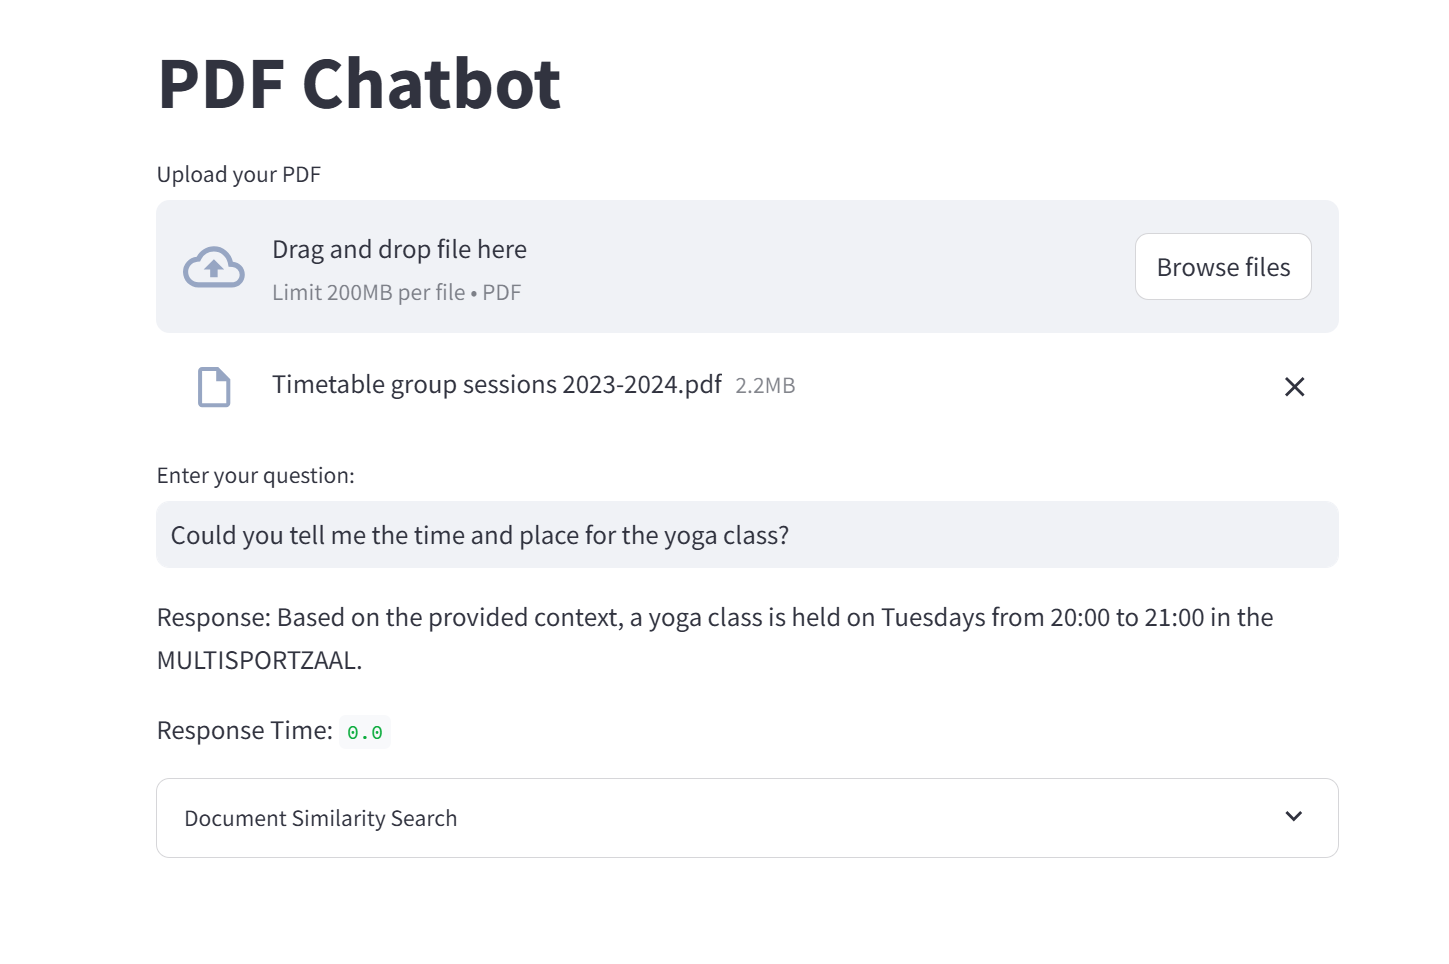 PDF Chatbot
Upload your PDF
Drag and drop file here
Limit 200MB per file • PDF
Browse files
Timetable group sessions 2023-2024.pdf 2.2MB
Enter your question:
Could you tell me the time and place for the yoga class?
Response: Based on the provided context, a yoga class is held on Tuesdays from 20:00 to 21:00 in the
MULTISPORTZAAL.
Response Time: 0.0
Document Similarity Search